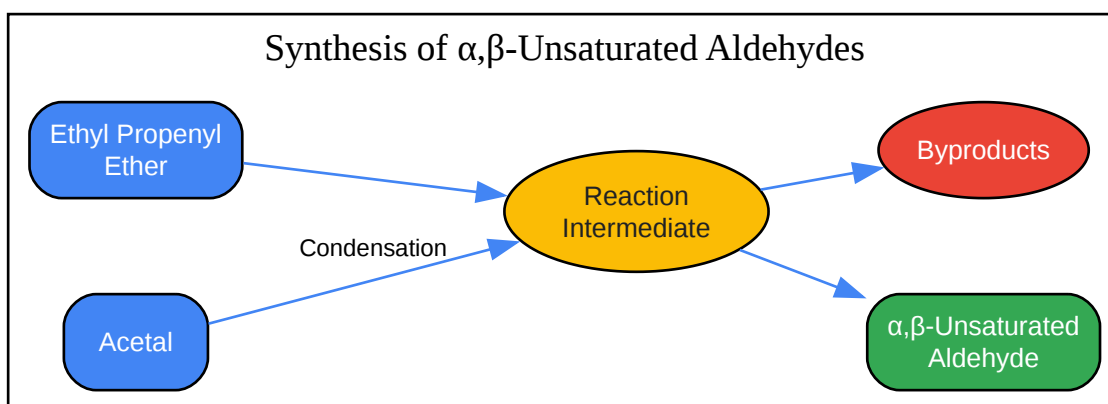 Synthesis of α,β-Unsaturated Aldehydes
Ethyl Propenyl
Ether
Byproducts
Reaction
Intermediate
Condensation
Acetal
α,β-Unsaturated
Aldehyde